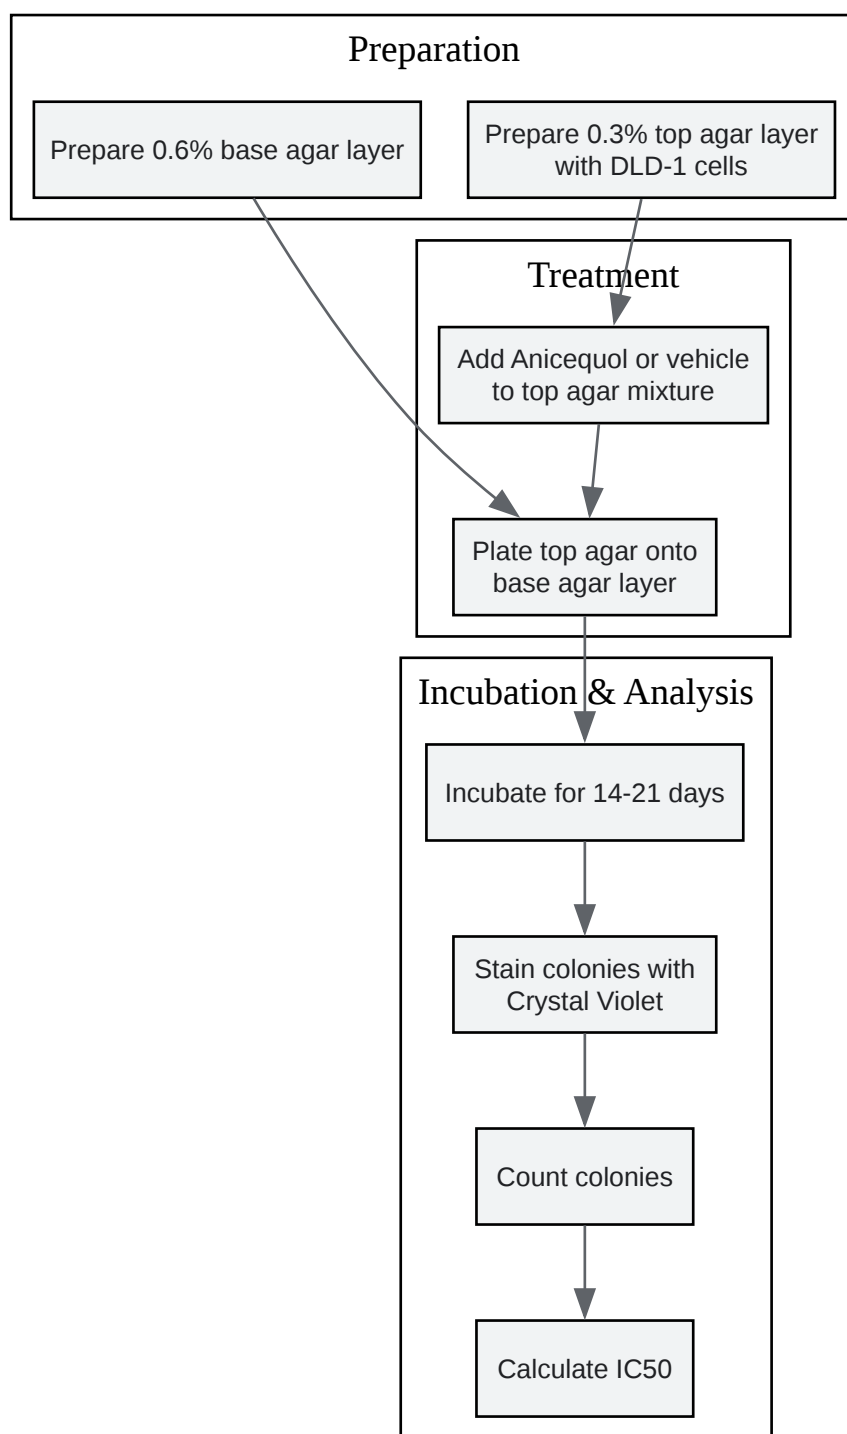 Preparation
Prepare 0.6% base agar layer
Prepare 0.3% top agar layer
with DLD-1 cells
Treatment
Add Anicequol or vehicle
to top agar mixture
Plate top agar onto
base agar layer
Incubation & Analysis
Incubate for 14-21 days
Stain colonies with
Crystal Violet
Count colonies
Calculate IC50